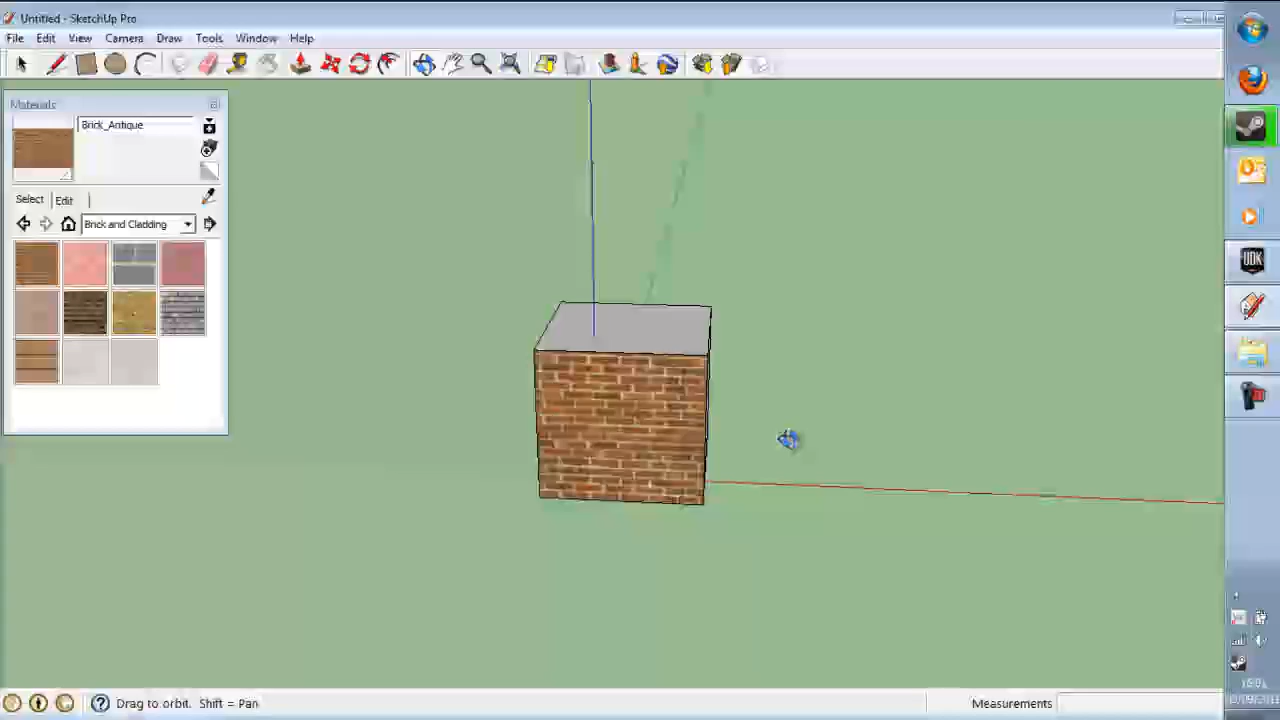 Untitled - SketchUp Pro
File Edit View Camera Draw Tools Window Help
Materials
Brick_Antique
Select Edit
Brick and Cladding
UDK
Drag to orbit. Shift = Pan
Measurements